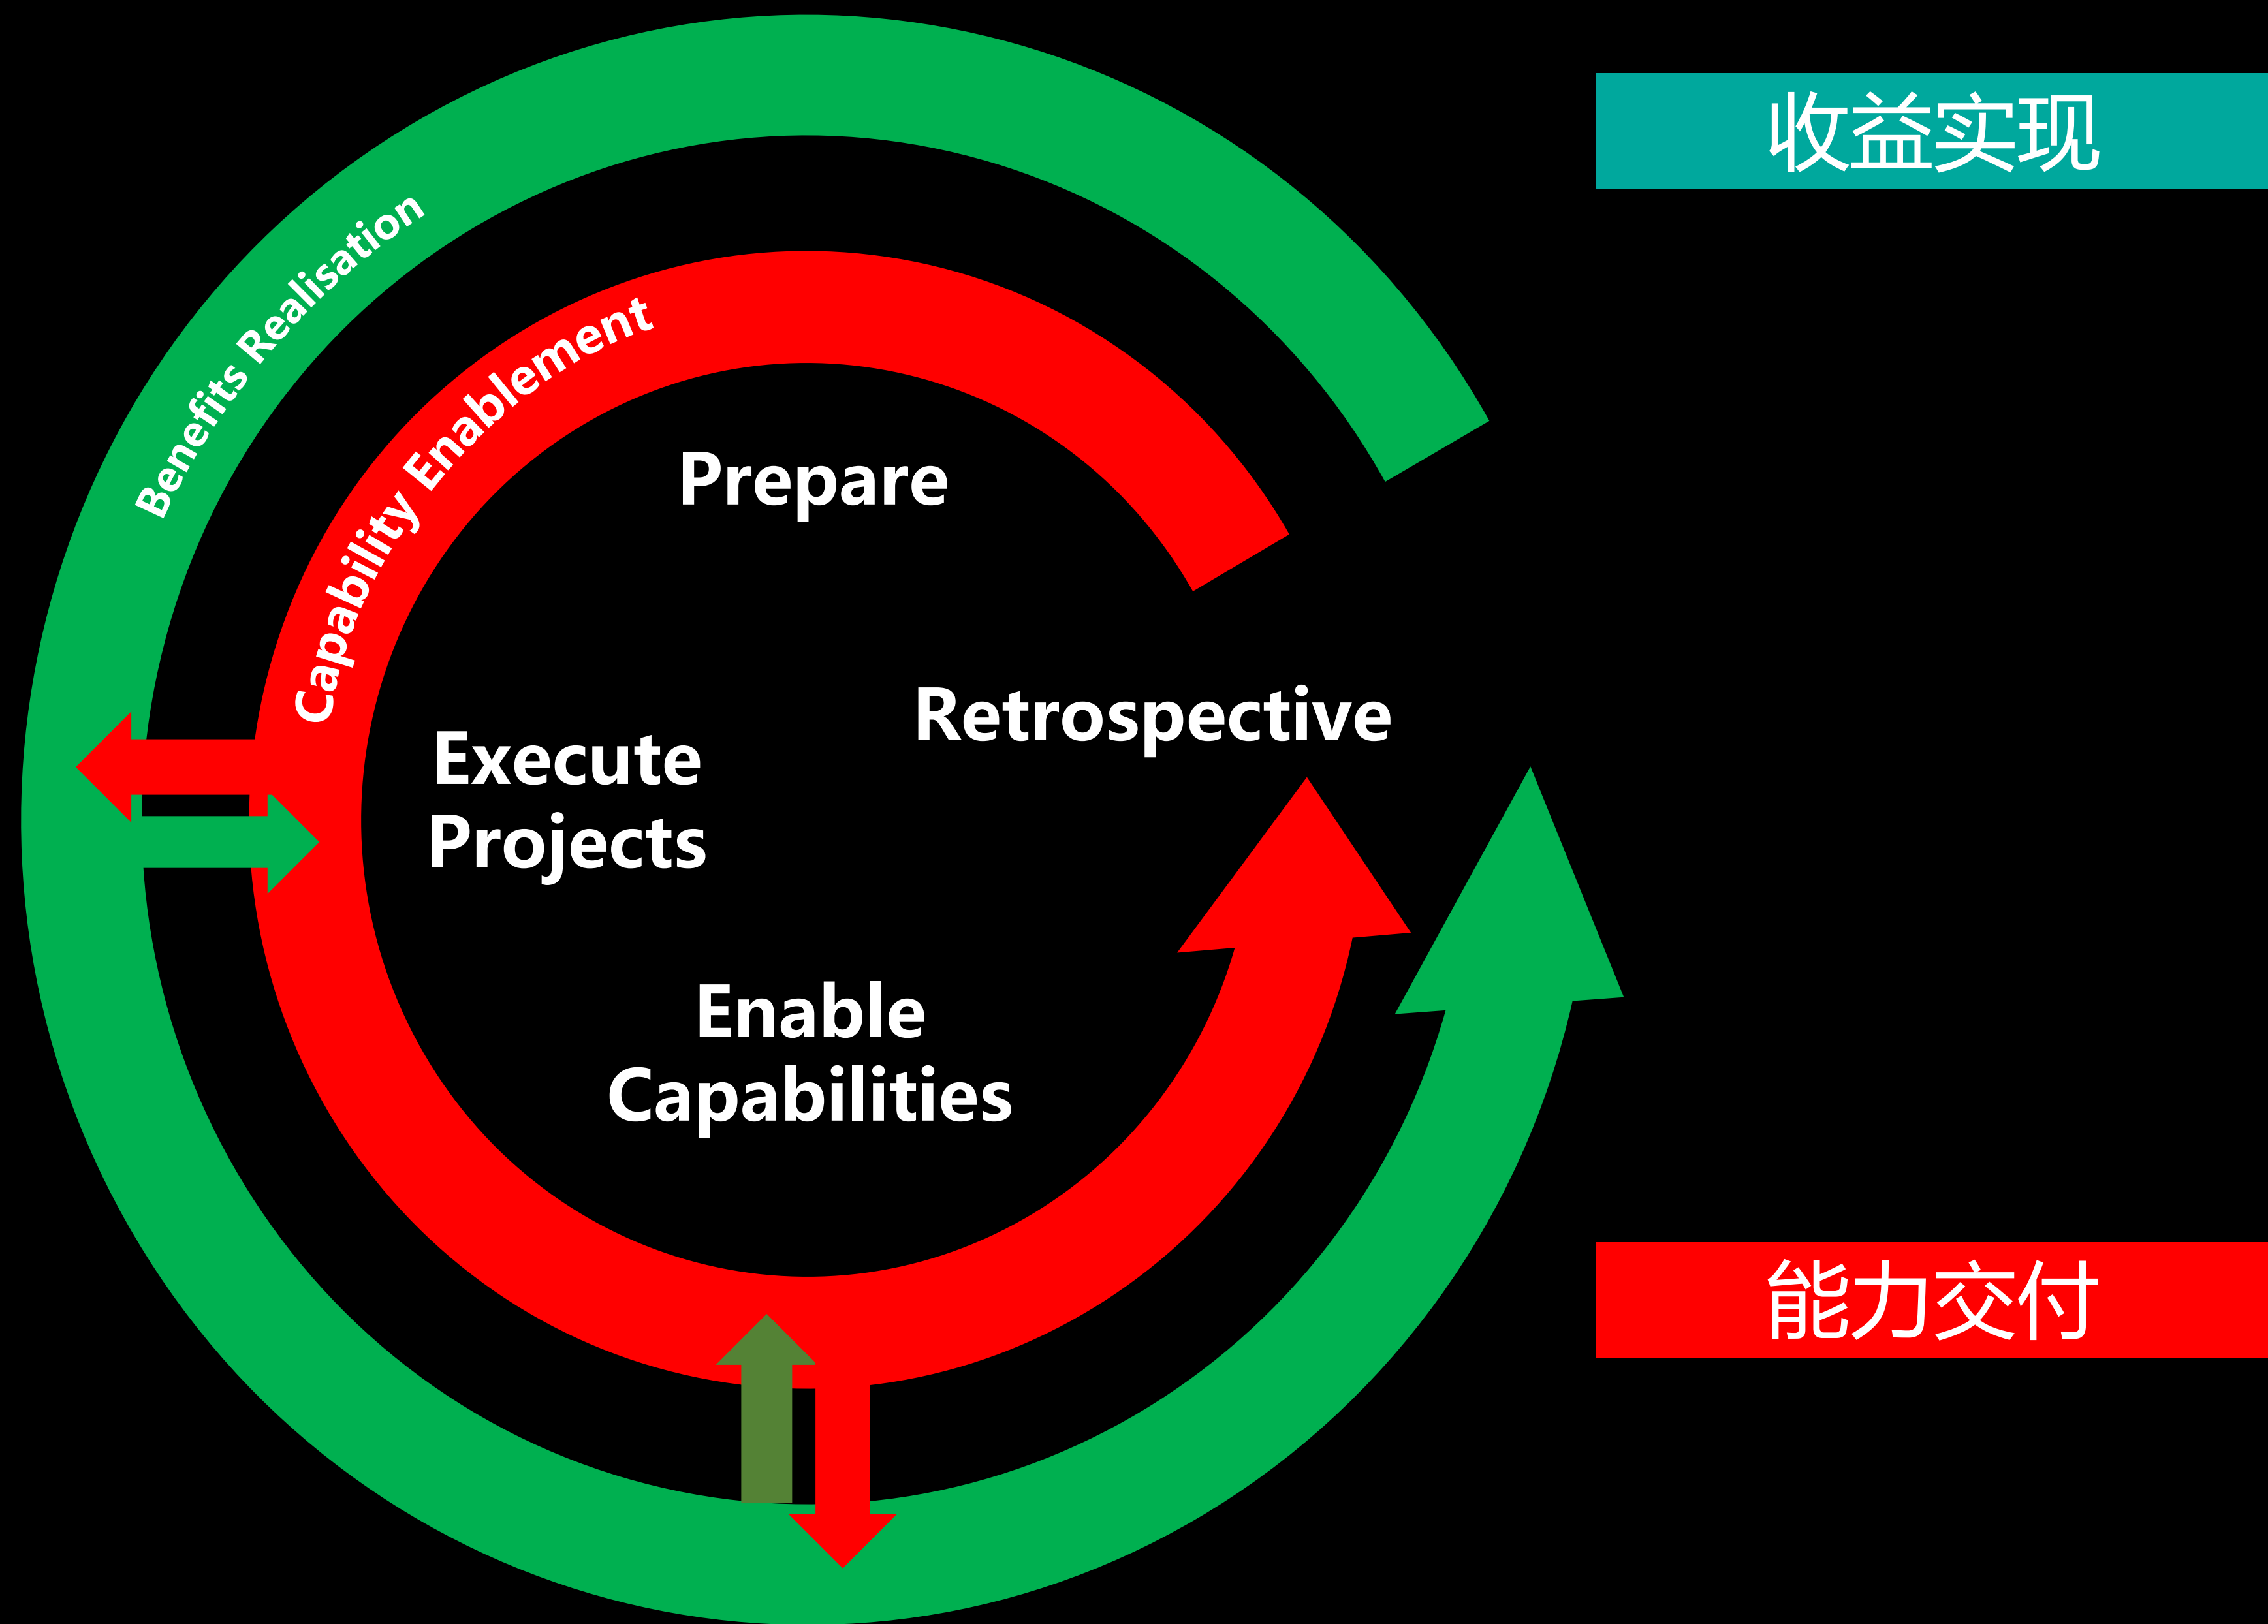 收益实现
Benefits Realisation
Capability Enablement
Prepare
Retrospective
Execute
Projects
Enable
Capabilities
能力交付